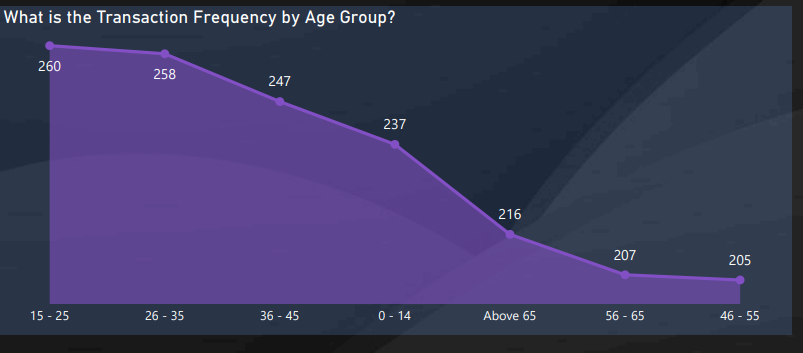 What is the Transaction Frequency by Age Group?
260
258
247
237
216
207
205
15 - 25
26 - 35
36 - 45
0 - 14
Above 65
56 - 65
46 - 55